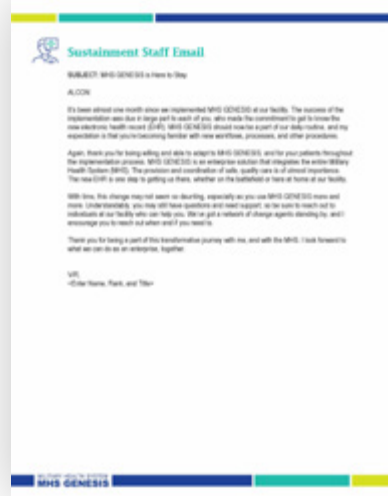 Sustainment Staff Email
SUBJECT: MHS GENESIS is Here to Stay
ALCON:
It's been almost one month since we implemented MHS GENESIS at our facility. The success of the
implementation was due in large part to each of you, who made the commitment to get to know the
new electronic health record (EHR). MHS GENESIS should now be a part of our daily routine, and my
expectation is that you're becoming familiar with new workflows, processes, and other procedures.
Again, thank you for being willing and able to adapt to MHS GENESIS, and for your patients throughout
the implementation process. MHS GENESIS is an enterprise solution that integrates the entire Military
Health System (MHS). The provision and coordination of safe, quality care is of utmost importance.
The new EHR is one step to getting us there, whether on the battlefield or here at home at our facility.
With time, this change may not seem so daunting, especially as you use MHS GENESIS more and
more. Understandably, you may still have questions and need support, so be sure to reach out to
individuals at our facility who can help you. We've got a network of change agents standing by, and I
encourage you to reach out when and if you need is.
Thank you for being a part of this transformative journey with me, and with the MHS. I look forward to
what we can do as an enterprise, together.
V/R,
<Enter Name, Rank, and Title>
MILITARY HEALTH SYSTEM
MHS GENESIS